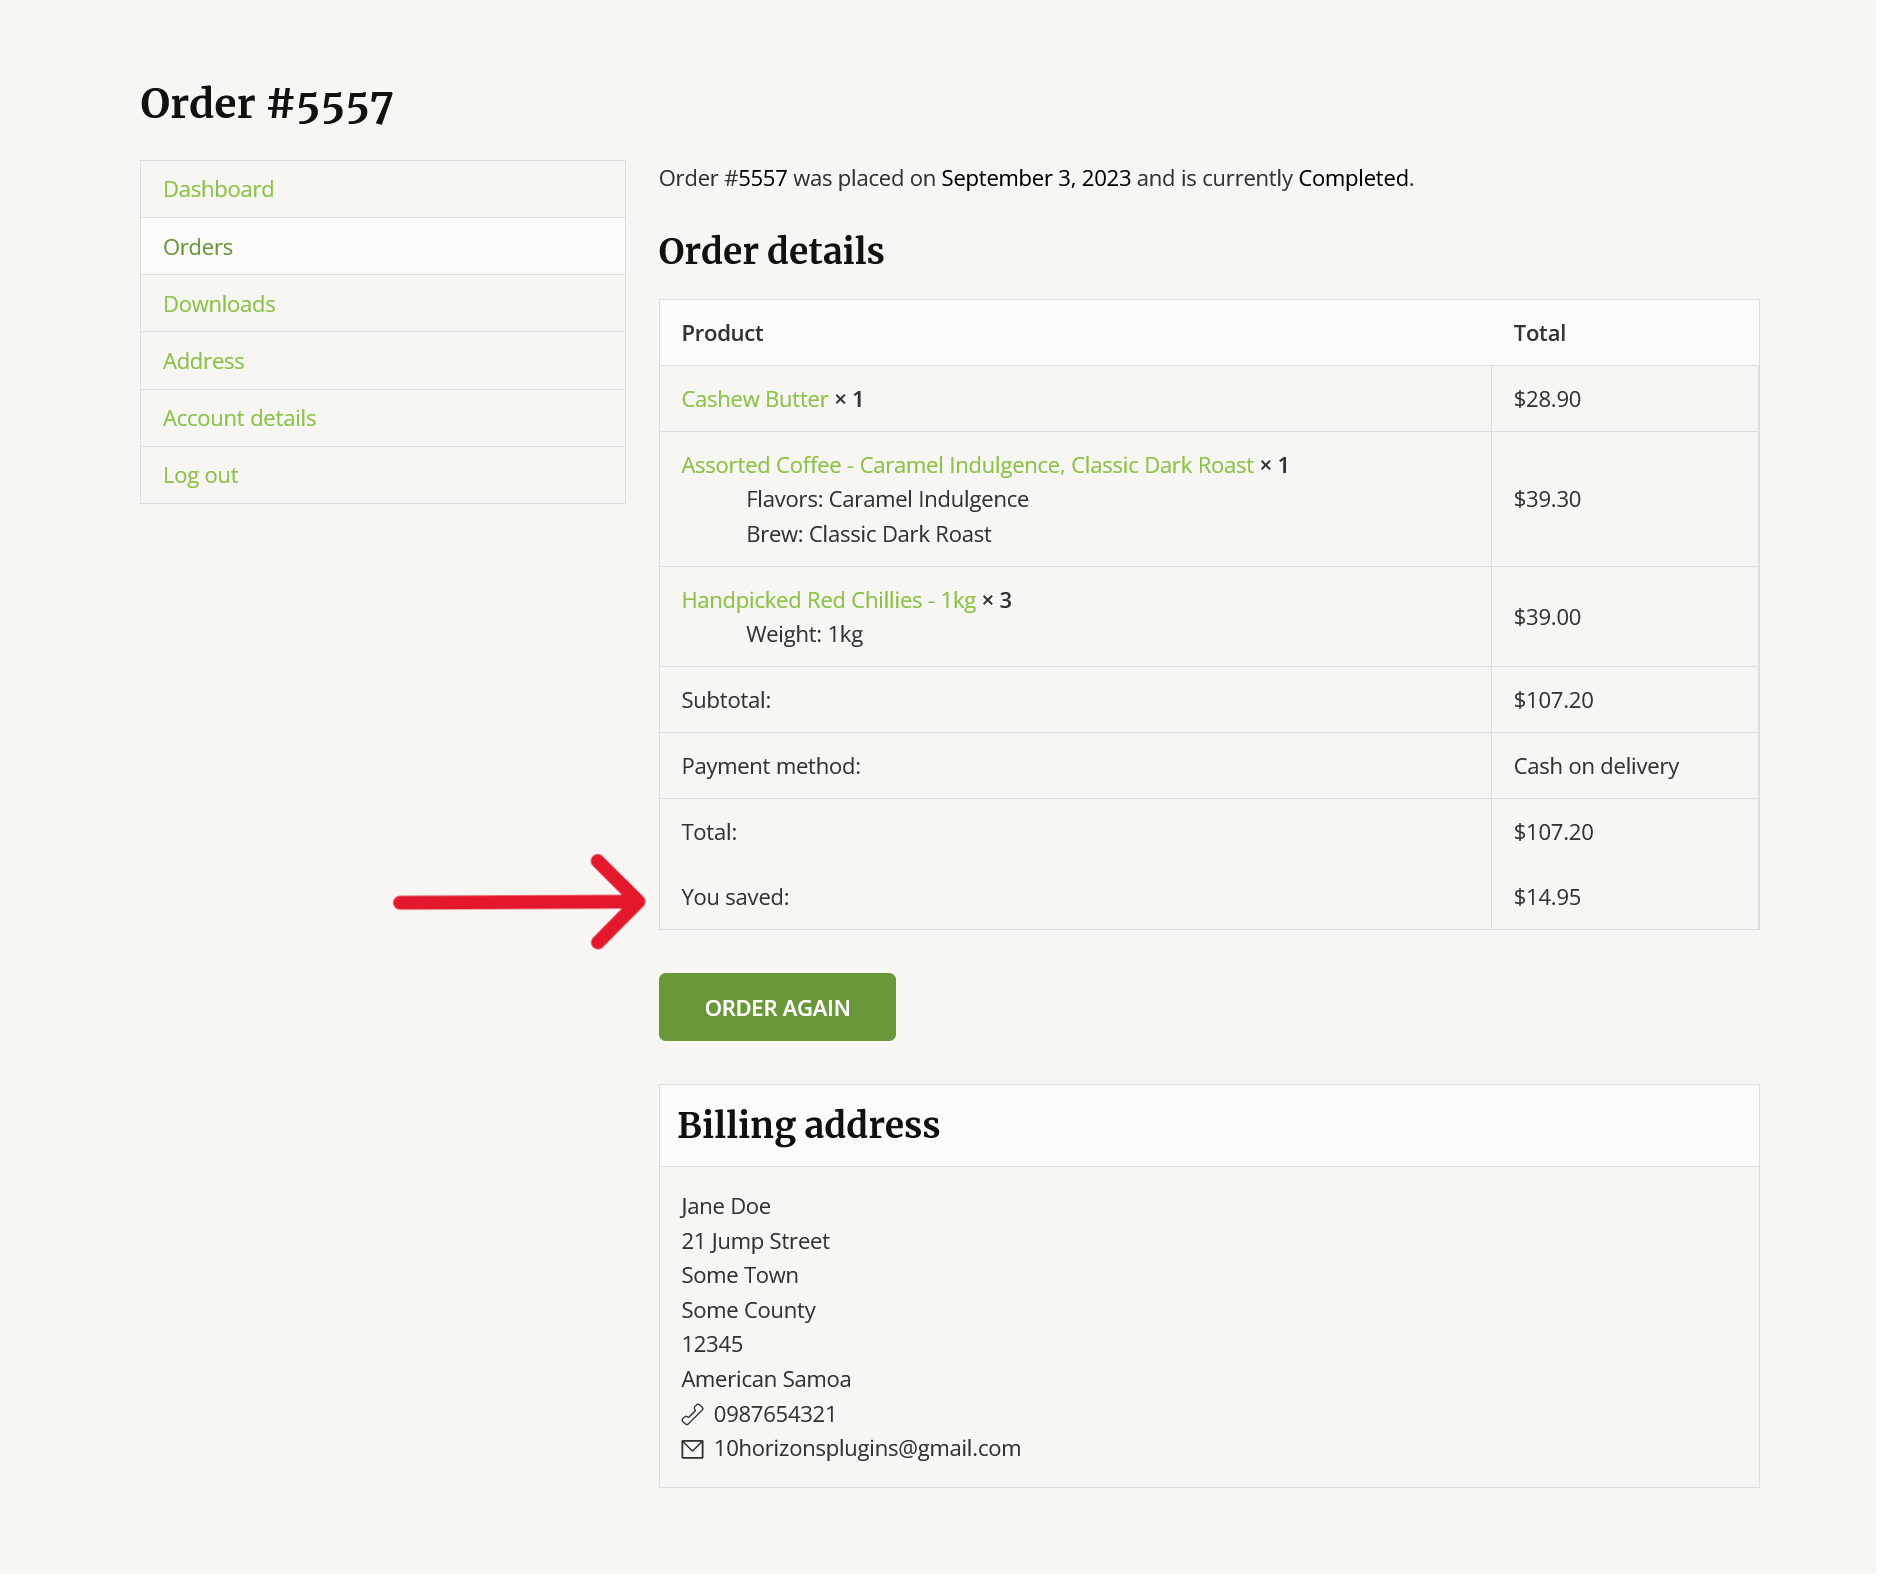 Order #5557
Dashboard
Orders
Downloads
Address
Account details
Log out
Order #5557 was placed on September 3, 2023 and is currently Completed.
Order details
Product Total
Cashew Butter × 1 $28.90
Assorted Coffee - Caramel Indulgence, Classic Dark Roast × 1
Flavors: Caramel Indulgence $39.30
Brew: Classic Dark Roast
Handpicked Red Chillies - 1kg × 3 $39.00
Weight: 1kg
Subtotal: $107.20
Payment method: Cash on delivery
Total: $107.20
You saved: $14.95
ORDER AGAIN
Billing address
Jane Doe
21 Jump Street
Some Town
Some County
12345
American Samoa
0987654321
10horizonsplugins@gmail.com